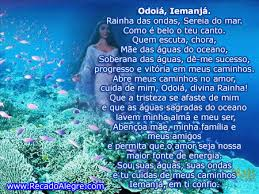 Odoiá, Iemanjá.
Rainha das ondas, Sereia do mar.
Como é belo o teu canto.
Quem escuta, chora,
Mãe das águas do oceano,
Soberana das águas, dê-me sucesso,
progresso e vitória em meus caminhos.
Abre meus caminhos no amor,
cuida de mim, Odoiá, divina Rainha!
Que a tristeza se afaste de mim
e que as águas sagradas do oceano
lavem minha alma e meu ser,
Abençoa mãe, minha família e
meus amigos
e permita que o amor seja nossa
maior fonte de energia.
Sou suas águas, suas ondas
e tu cuidas de meus caminhos
Iemanjá, em ti confio.
www.RecadoAlegre.com